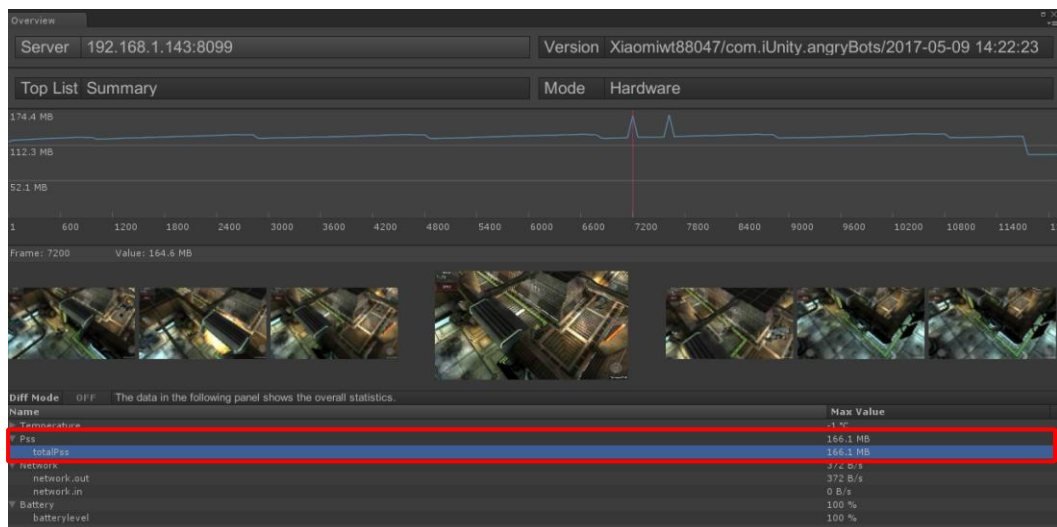 Overview
Server 192.168.1.143:8099 Version Xiaomiwt88047/com.iUnity.angryBots/2017-05-09 14:22:23
Top List Summary Mode Hardware
174.4 MB
112.3 MB
52.1 MB
1 600 1200 1800 2400 3000 3600 4200 4800 5400 6000 6600 7200 7800 8400 9000 9600 10200 10800 11400 1
Frame: 7200 Value: 164.6 MB
Diff Mode OFF The data in the following panel shows the overall statistics.
Name Max Value
Temperature -1 ℃
Pss 166.1 MB
totalPss 166.1 MB
Network 372 B/s
network.out 372 B/s
network.in 0 B/s
Battery 100 %
batterylevel 100 %